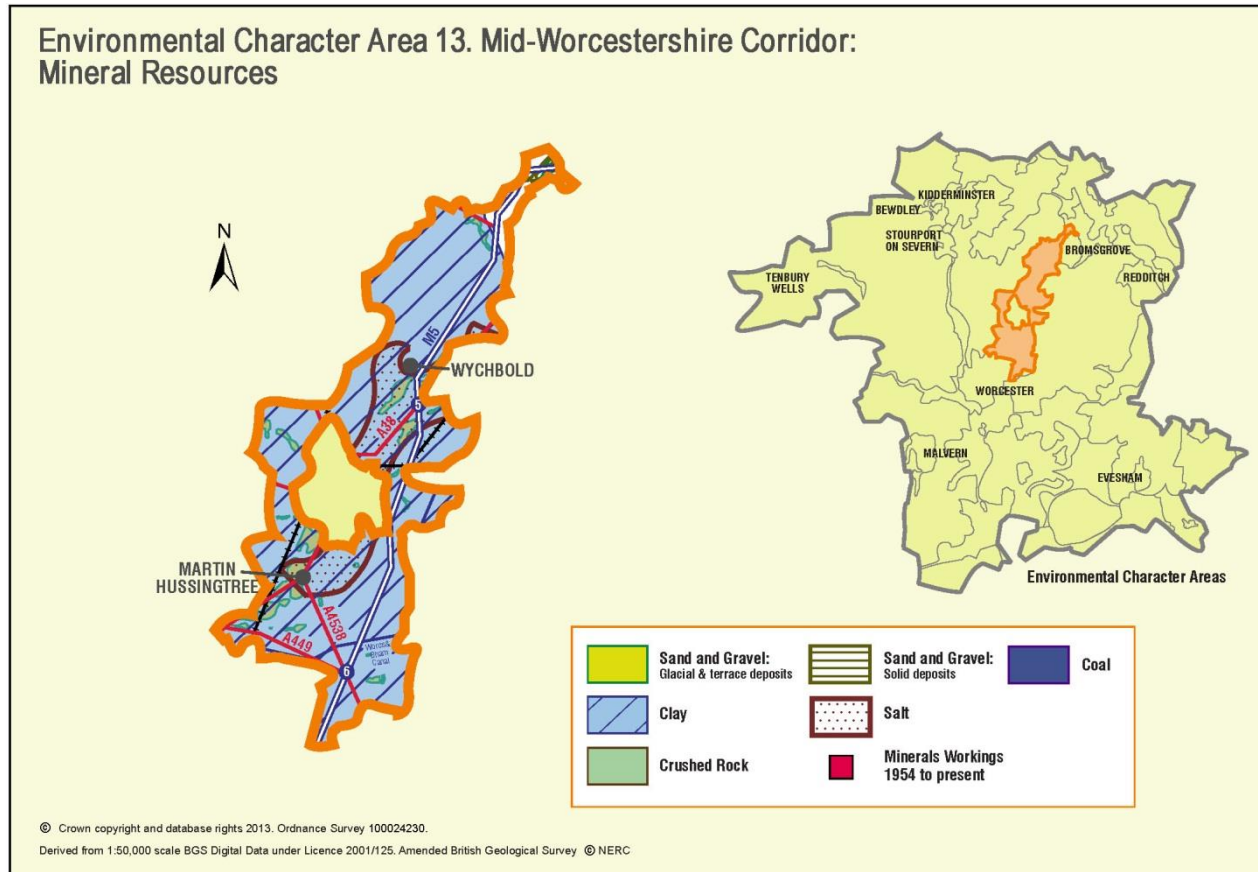 Environmental Character Area 13. Mid-Worcestershire Corridor:
Mineral Resources
N
M5
WYCHBOLD
5
A38
MARTIN
HUSSINGTREE
A4538
A449
Canal
6
KIDDERMINSTER
BEWDLEY
STOURPORT
ON SEVERN
BROMSGROVE
REDDITCH
TENBURY
WELLS
WORCESTER
MALVERN
EVESHAM
Environmental Character Areas
Sand and Gravel:
Glacial & terrace deposits
Clay
Crushed Rock
Sand and Gravel:
Solid deposits
Salt
Minerals Workings
1954 to present
Coal
© Crown copyright and database rights 2013. Ordnance Survey 100024230.
Derived from 1:50,000 scale BGS Digital Data under Licence 2001/125. Amended British Geological Survey © NERC